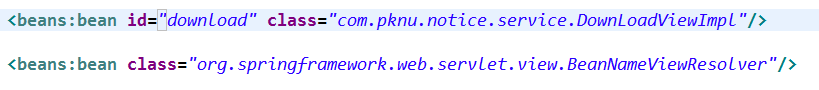 <beans:bean id="download" class="com.pknu.notice.service.DownLoadViewImpl"/>
<beans:bean class="org.springframework.web.servlet.view.BeanNameViewResolver"/>